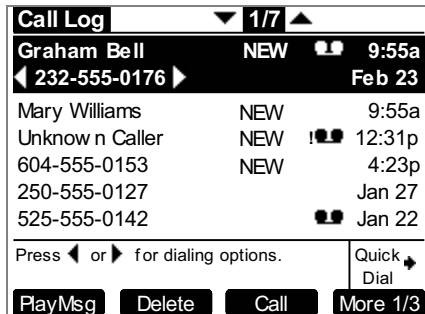 Call Log 1/7
Graham Bell NEW 9:55a
232-555-0176 Feb 23
Mary Williams NEW 9:55a
Unknown Caller NEW ! 12:31p
604-555-0153 NEW 4:23p
250-555-0127 Jan 27
525-555-0142 Jan 22
Press or for dialing options. Quick
Dial
PlayMsg Delete Call More 1/3